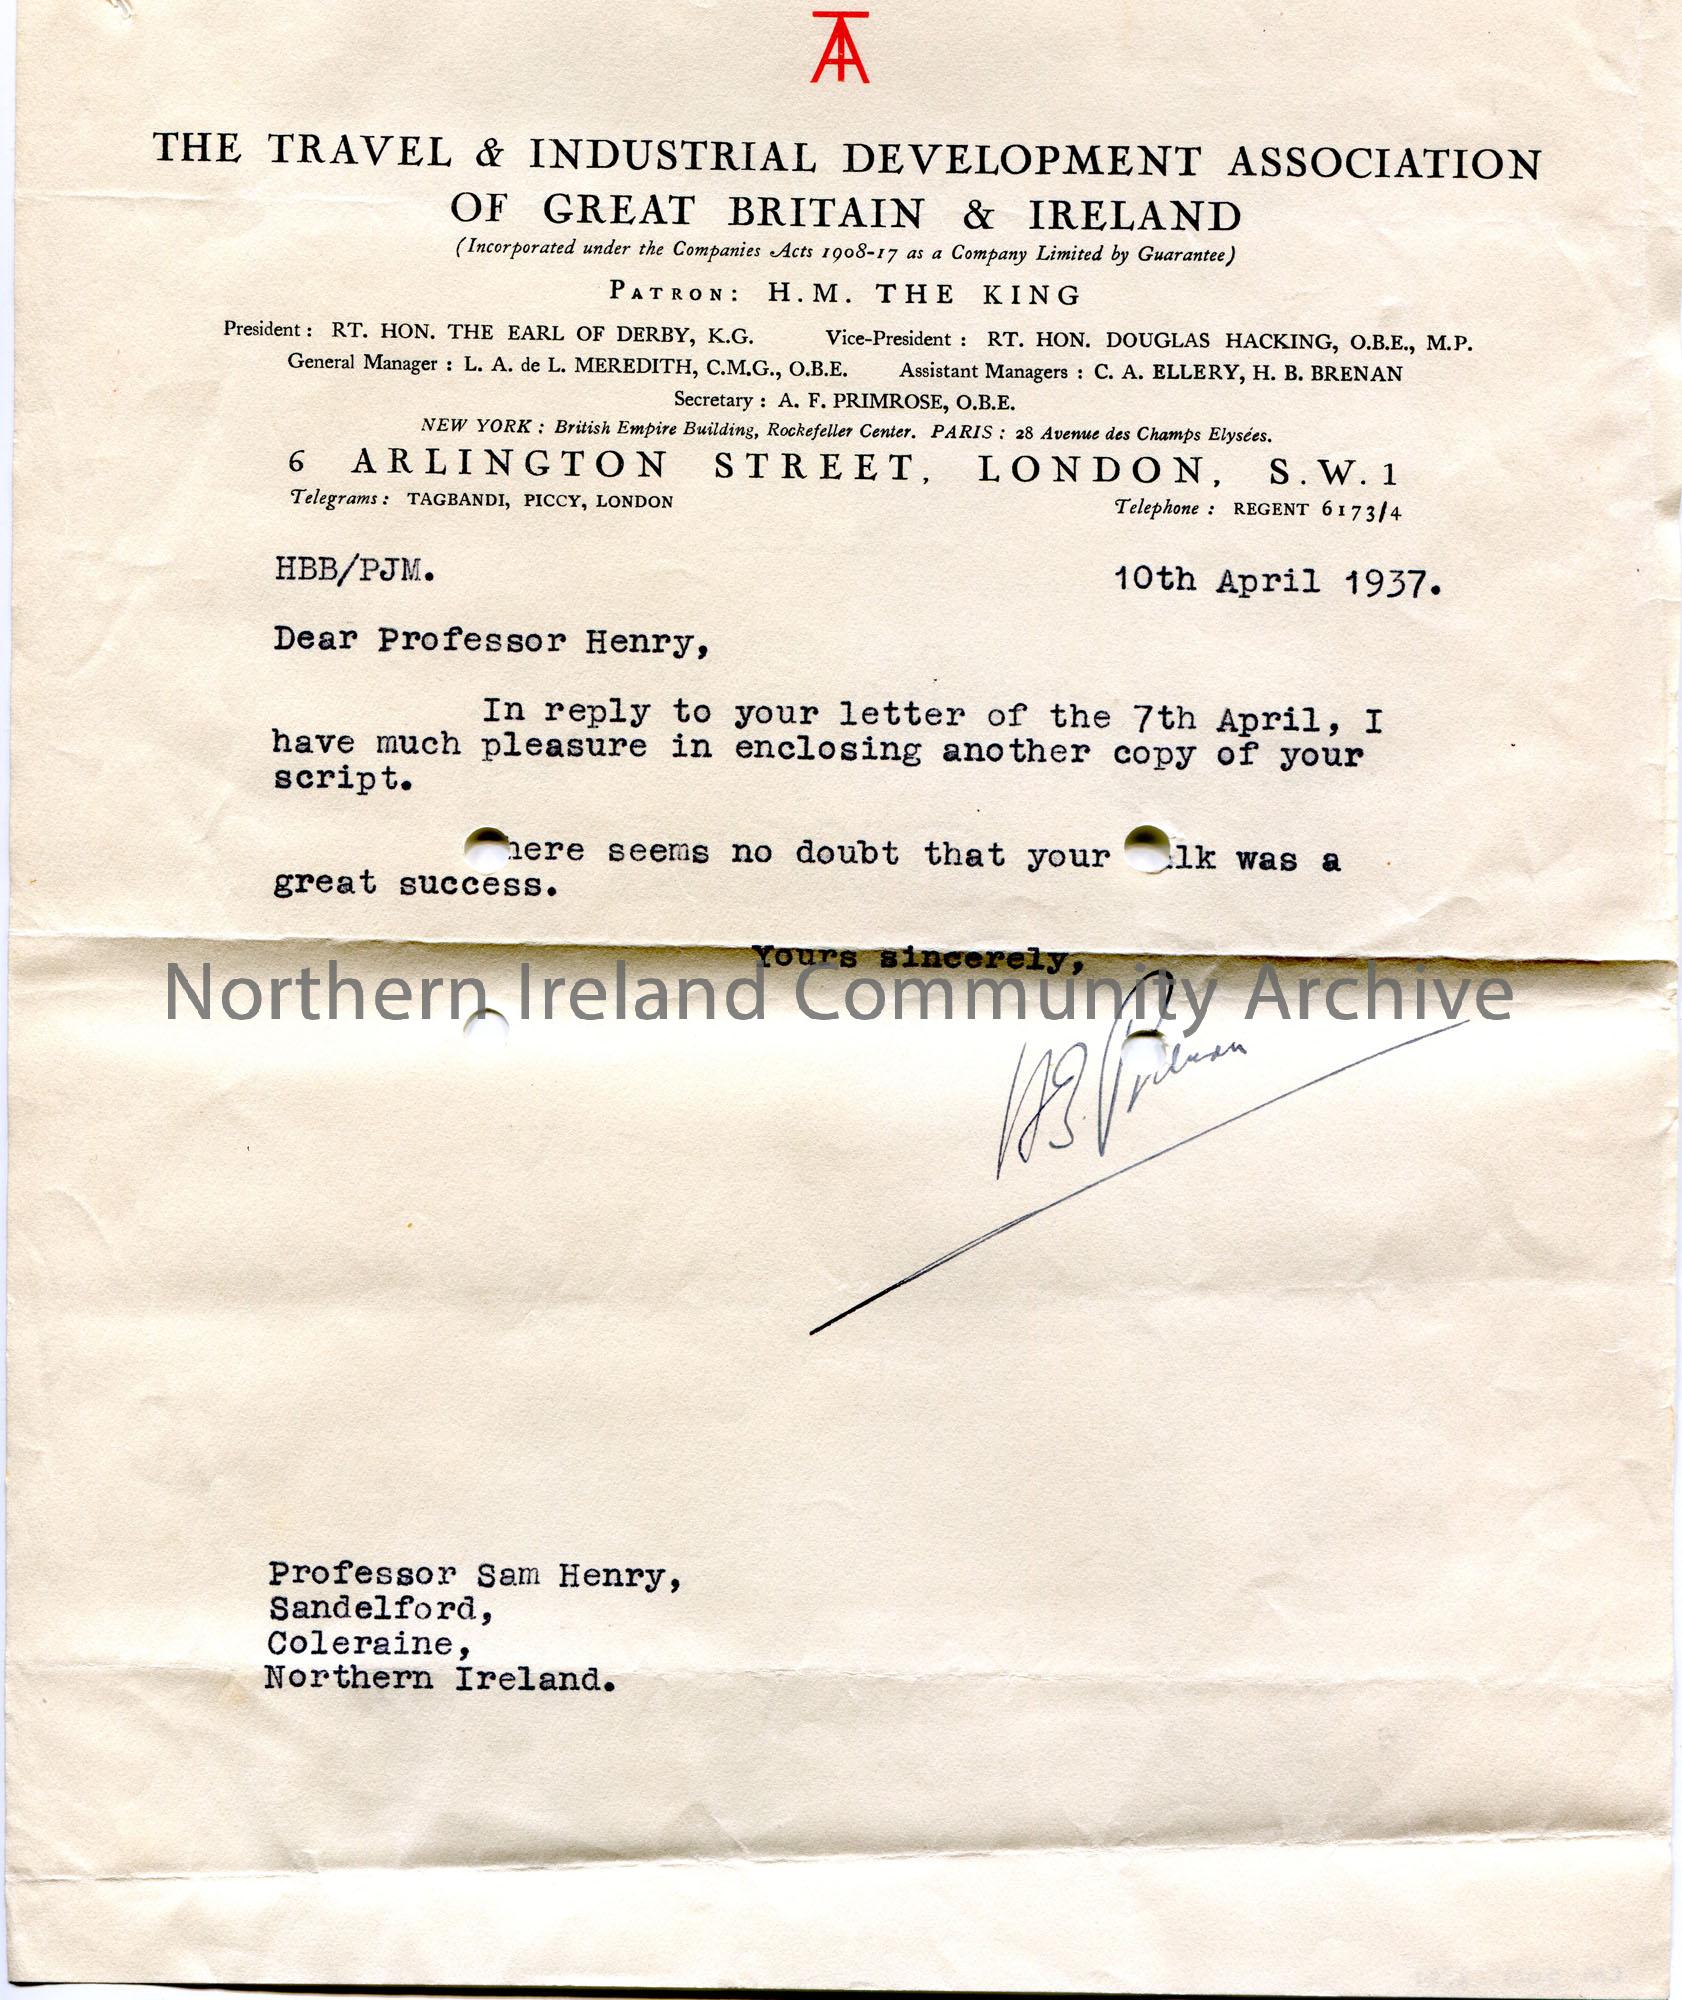 THE TRAVEL & INDUSTRIAL DEVELOPMENT ASSOCIATION
OF GREAT BRITAIN & IRELAND
(Incorporated under the Companies Acts 1908-17 as a Company Limited by Guarantee)
PATRON: H.M. THE KING
President : RT. HON. THE EARL OF DERBY, K.G. Vice-President : RT. HON. DOUGLAS HACKING, O.B.E., M.P.
General Manager : L. A. de L. MEREDITH, C.M.G., O.B.E. Assistant Managers : C. A. ELLERY, H. B. BRENAN
Secretary : A. F. PRIMROSE, O.B.E.
NEW YORK : British Empire Building, Rockefeller Center. PARIS : 28 Avenue des Champs Elysées.
6 ARLINGTON STREET, LONDON, S.W.1
Telegrams : TAGBANDI, PICCY, LONDON Telephone : REGENT 6173/4
HBB/PJM. 10th April 1937.
Dear Professor Henry,
In reply to your letter of the 7th April, I
have much pleasure in enclosing another copy of your
script.
here seems no doubt that your lk was a
great success.
Yours sincerely,
Northern Ireland Community Archive
HB Brenan
Professor Sam Henry,
Sandelford,
Coleraine,
Northern Ireland.